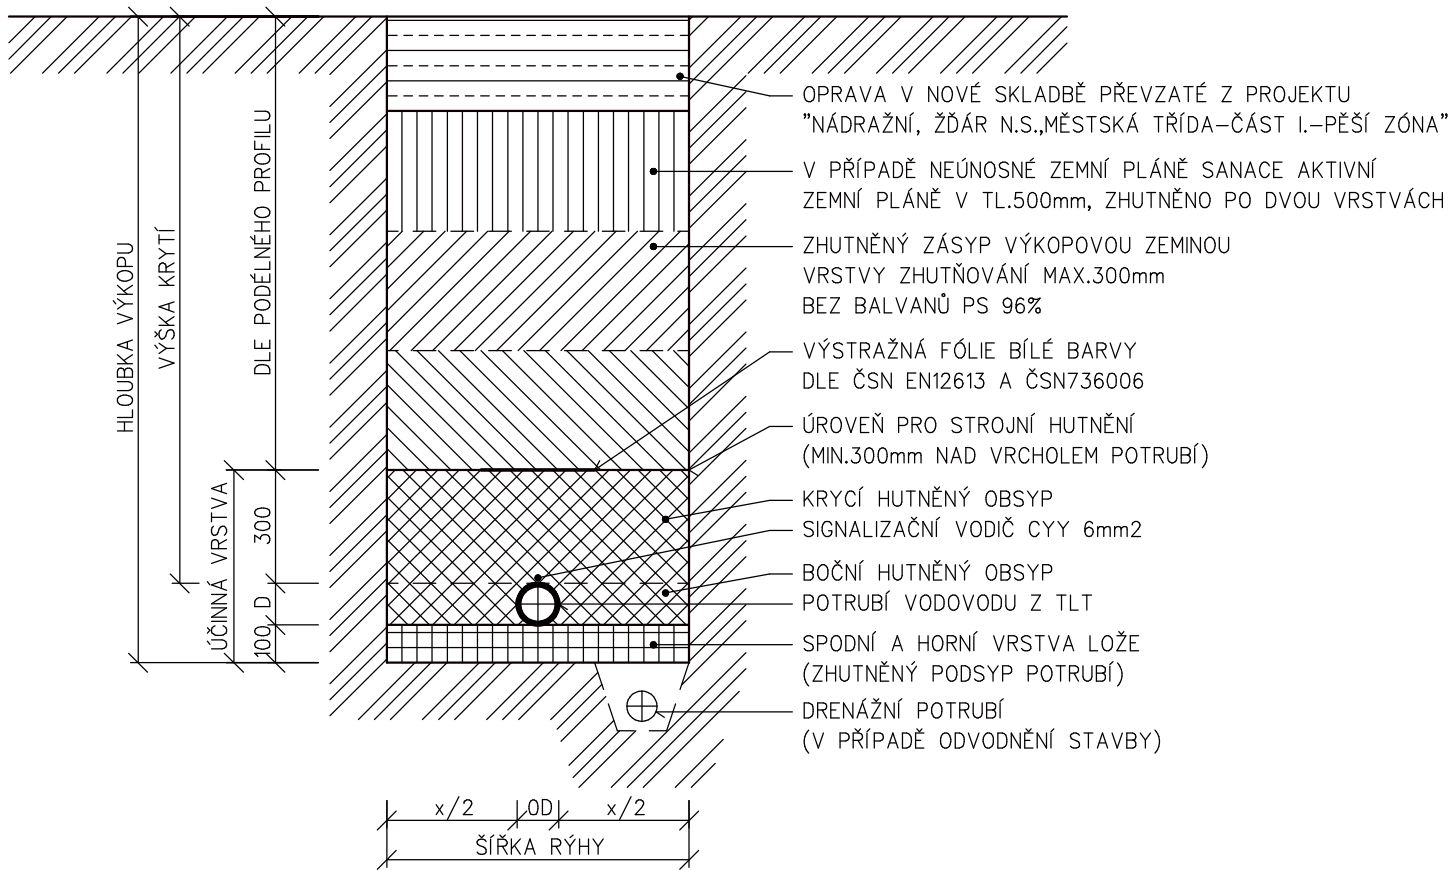 OPRAVA V NOVÉ SKLADBĚ PŘEVZATÉ Z PROJEKTU
"NÁDRAŽNÍ, ŽĎÁR N.S.,MĚSTSKÁ TŘÍDA-ČÁST I.-PĚŠÍ ZÓNA"
V PŘÍPADĚ NEÚNOSNÉ ZEMNÍ PLÁNĚ SANACE AKTIVNÍ
ZEMNÍ PLÁNĚ V TL.500mm, ZHUTNĚNO PO DVOU VRSTVÁCH
ZHUTNĚNÝ ZÁSYP VÝKOPOVOU ZEMINOU
VRSTVY ZHUTŇOVÁNÍ MAX.300mm
BEZ BALVANŮ PS 96%
VÝSTRAŽNÁ FÓLIE BÍLÉ BARVY
DLE ČSN EN12613 A ČSN736006
ÚROVEŇ PRO STROJNÍ HUTNĚNÍ
(MIN.300mm NAD VRCHOLEM POTRUBÍ)
KRYCÍ HUTNĚNÝ OBSYP
SIGNALIZAČNÍ VODIČ CYY 6mm2
BOČNÍ HUTNĚNÝ OBSYP
POTRUBÍ VODOVODU Z TLT
SPODNÍ A HORNÍ VRSTVA LOŽE
(ZHUTNĚNÝ PODSYP POTRUBÍ)
DRENÁŽNÍ POTRUBÍ
(V PŘÍPADĚ ODVODNĚNÍ STAVBY)
HLOUBKA VÝKOPU
VÝŠKA KRYTÍ
DLE PODÉLNÉHO PROFILU
ÚČINNÁ VRSTVA
300
D
100
x/2
OD
x/2
ŠÍŘKA RÝHY